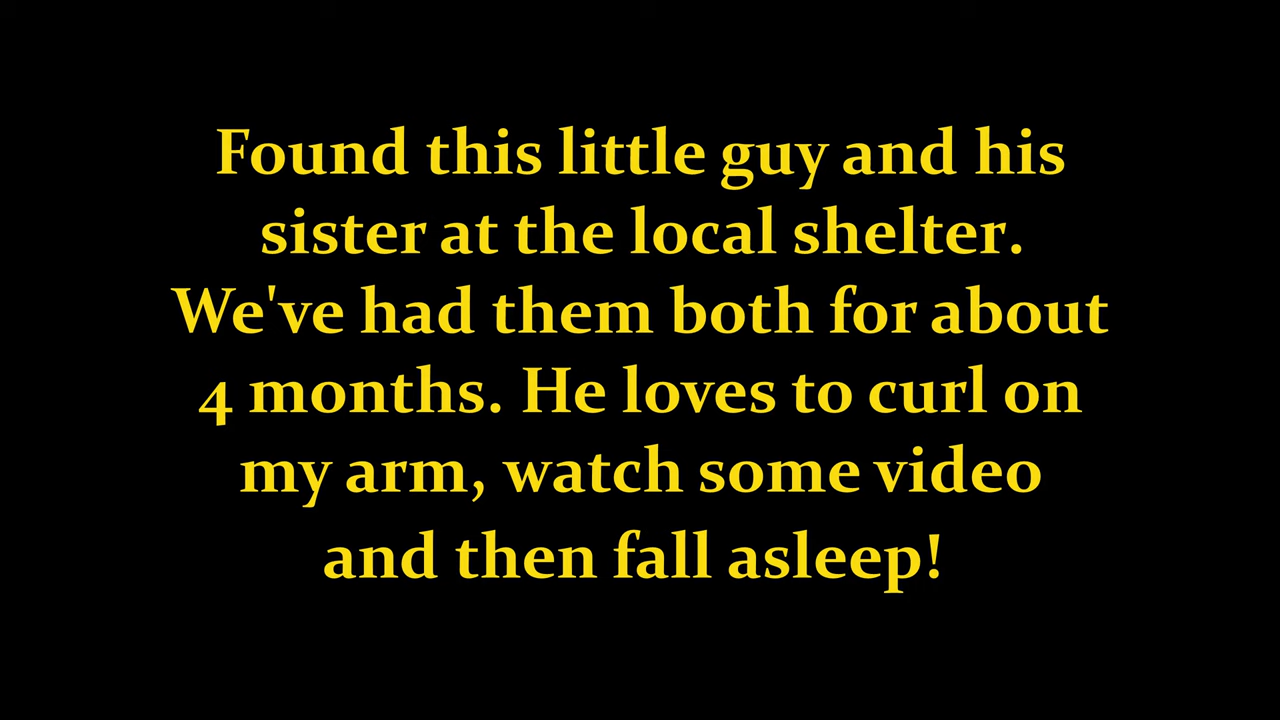 Found this little guy and his
sister at the local shelter.
We've had them both for about
4 months. He loves to curl on
my arm, watch some video
and then fall asleep!